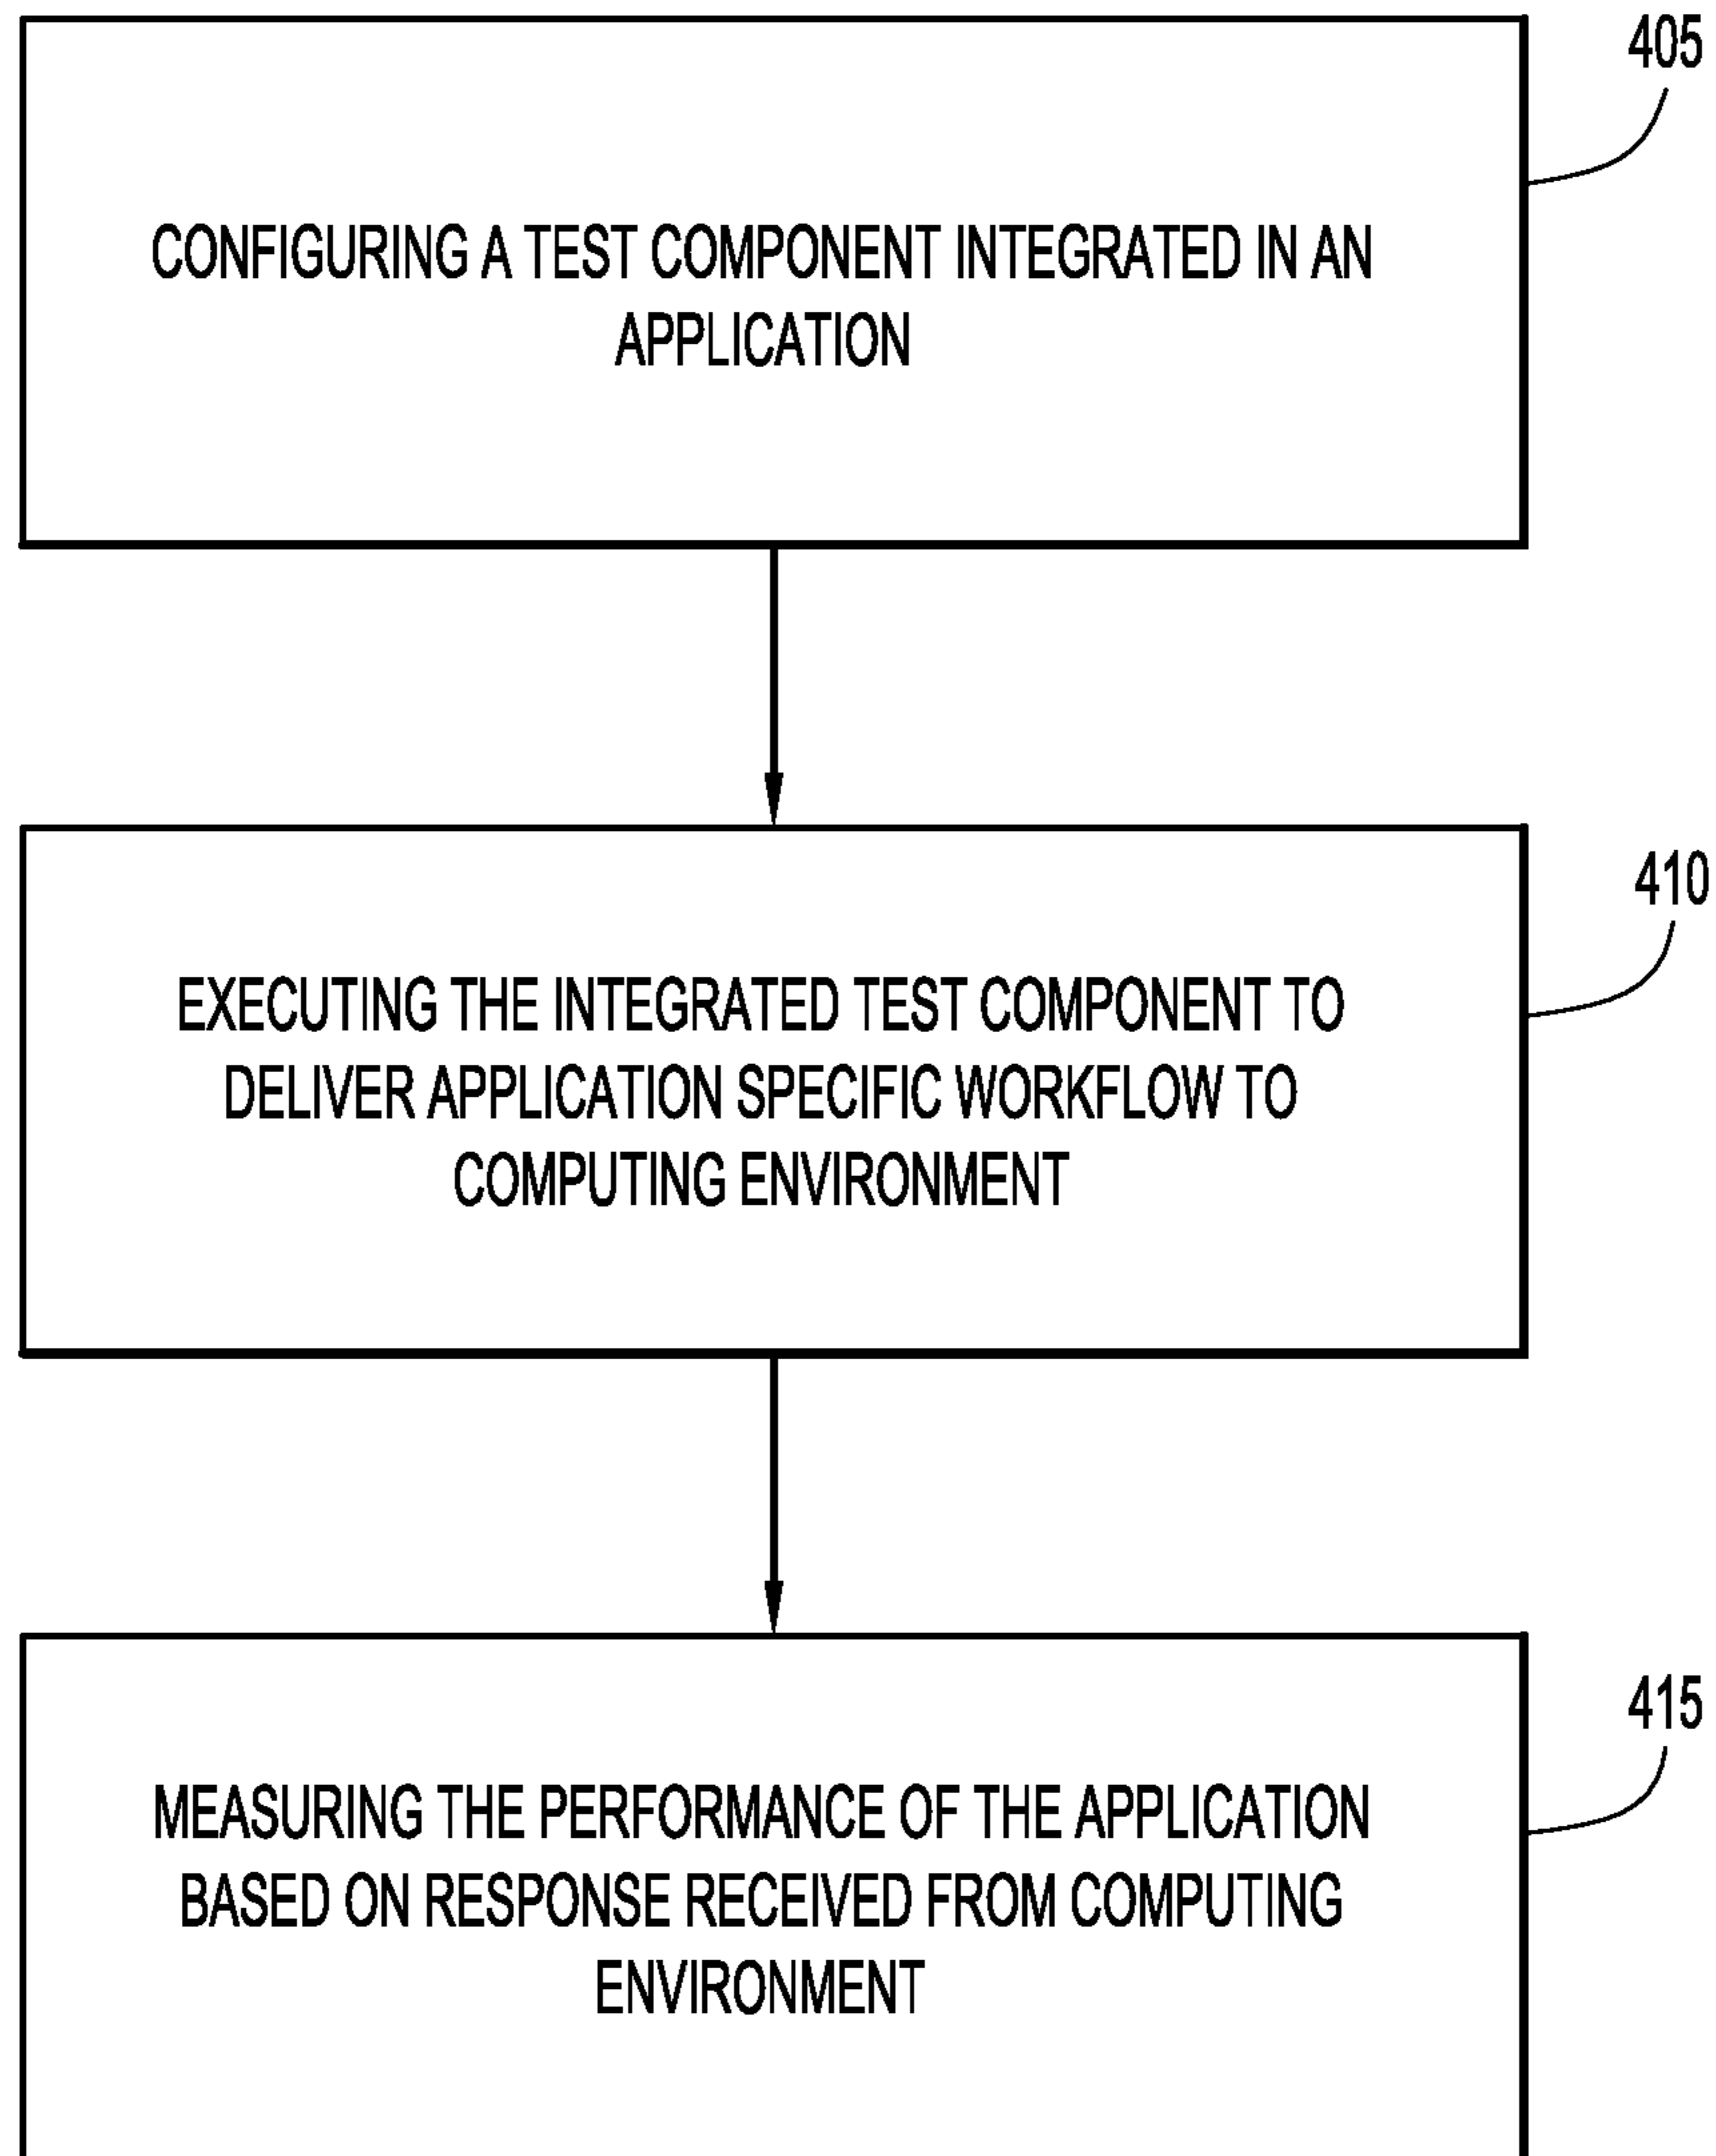 405
CONFIGURING A TEST COMPONENT INTEGRATED IN AN
APPLICATION
410
EXECUTING THE INTEGRATED TEST COMPONENT TO
DELIVER APPLICATION SPECIFIC WORKFLOW TO
COMPUTING ENVIRONMENT
415
MEASURING THE PERFORMANCE OF THE APPLICATION
BASED ON RESPONSE RECEIVED FROM COMPUTING
ENVIRONMENT